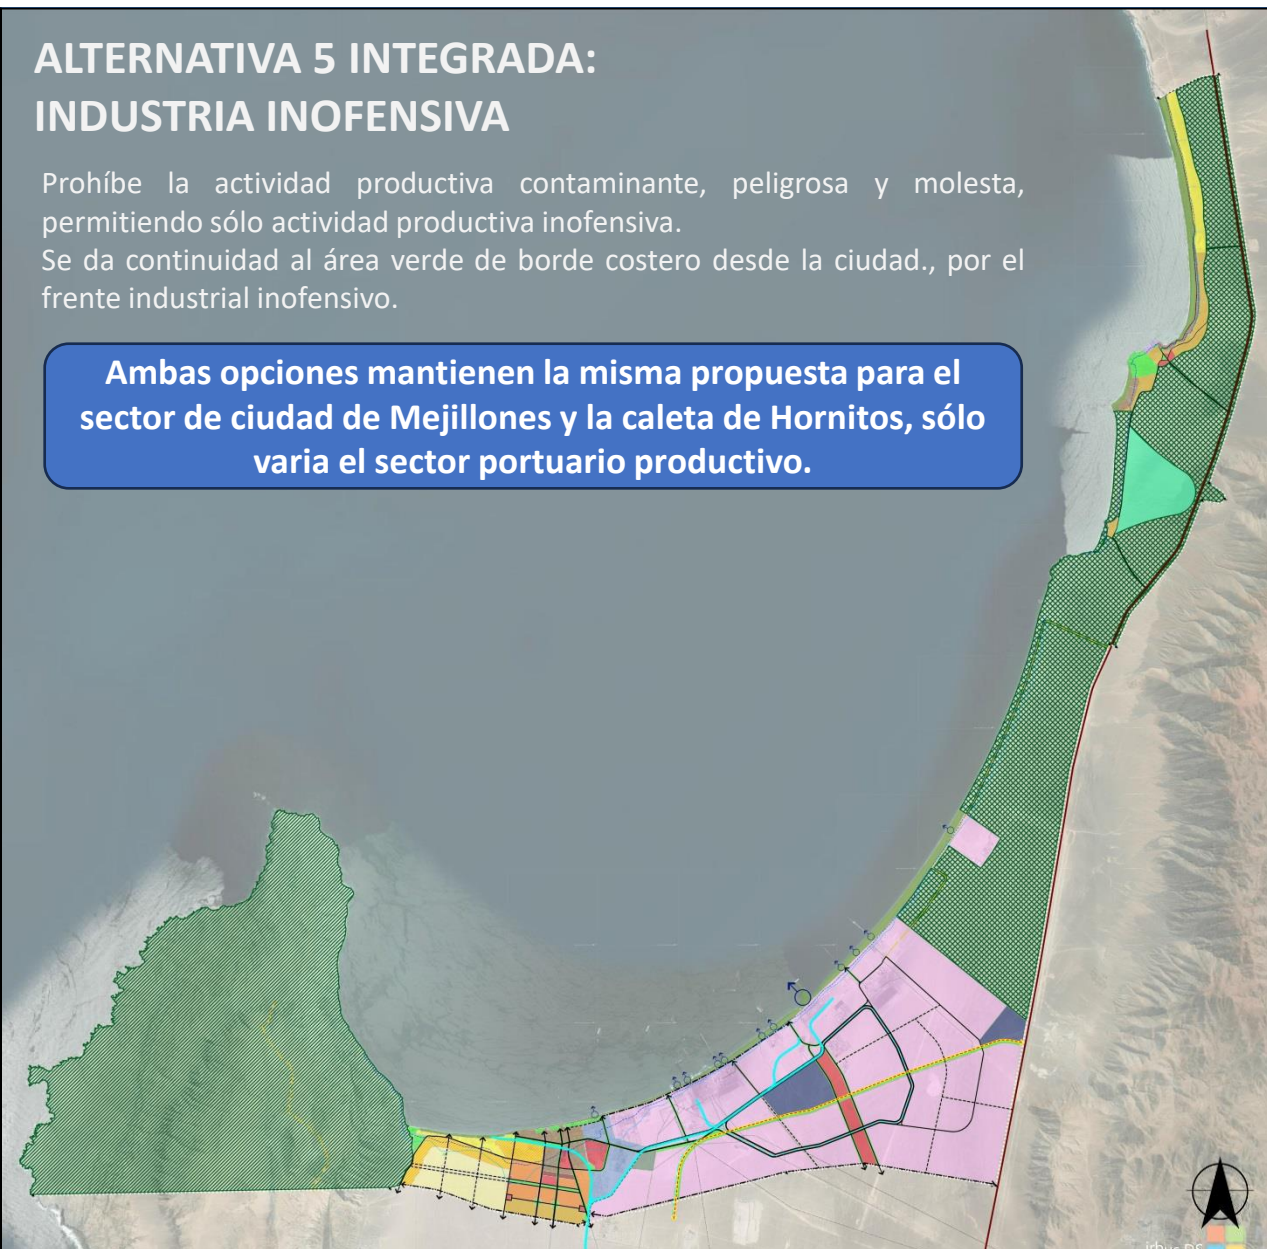 ALTERNATIVA 5 INTEGRADA:
INDUSTRIA INOFENSIVA
Prohíbe la actividad productiva contaminante, peligrosa y molesta,
permitiendo sólo actividad productiva inofensiva.
Se da continuidad al área verde de borde costero desde la ciudad., por el
frente industrial inofensivo.
Ambas opciones mantienen la misma propuesta para el
sector de ciudad de Mejillones y la caleta de Hornitos, sólo
varia el sector portuario productivo.